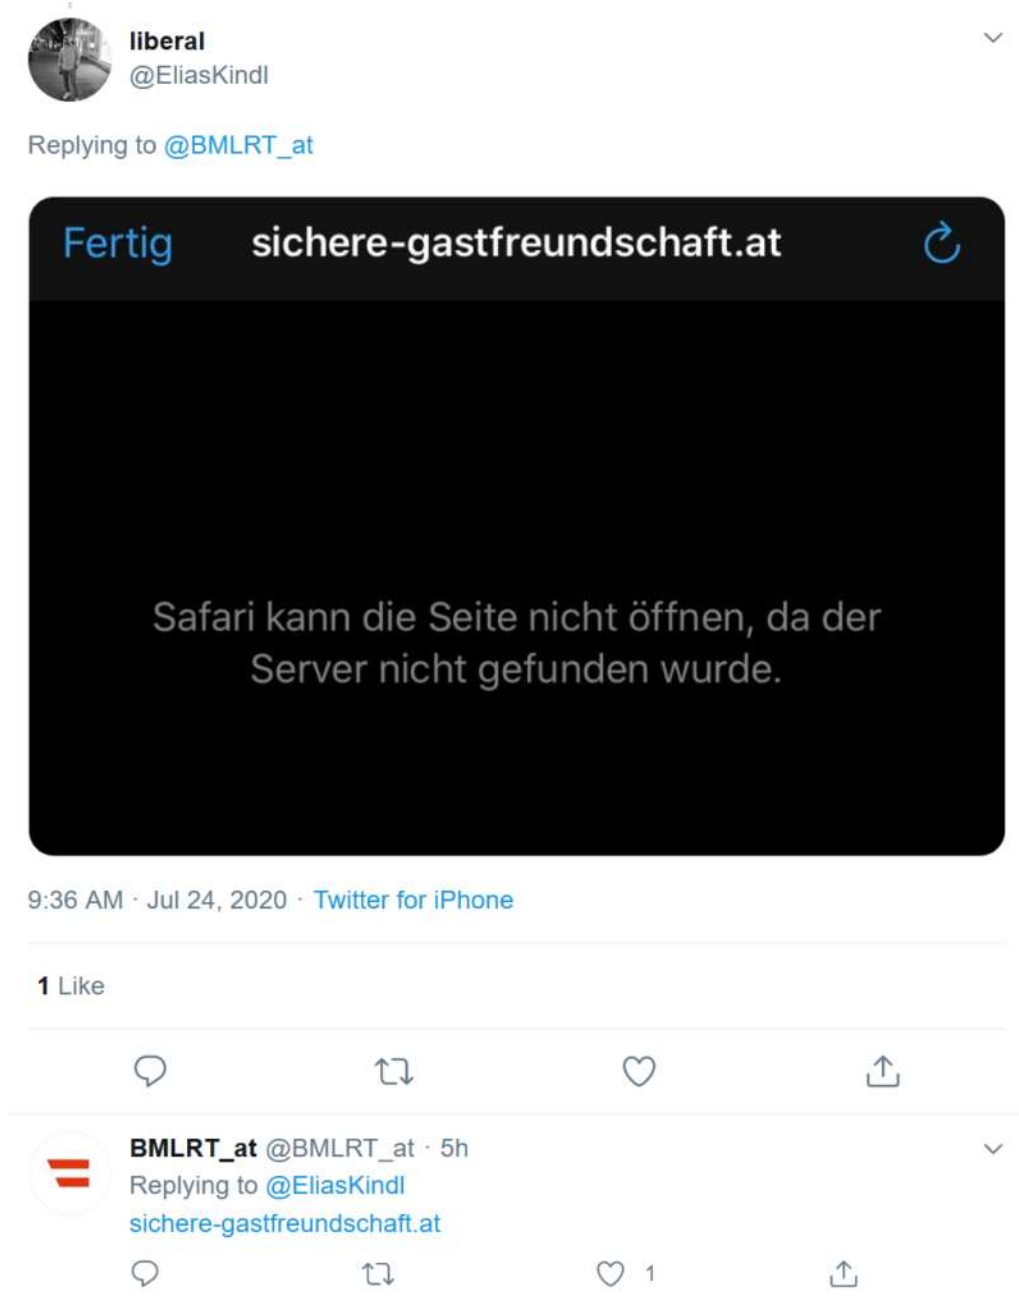 liberal
@EliasKindl
Replying to @BMLRT_at
Fertig sichere-gastfreundschaft.at
Safari kann die Seite nicht öffnen, da der
Server nicht gefunden wurde.
9:36 AM · Jul 24, 2020 · Twitter for iPhone
1 Like
BMLRT_at @BMLRT_at · 5h
Replying to @EliasKindl
sichere-gastfreundschaft.at
1